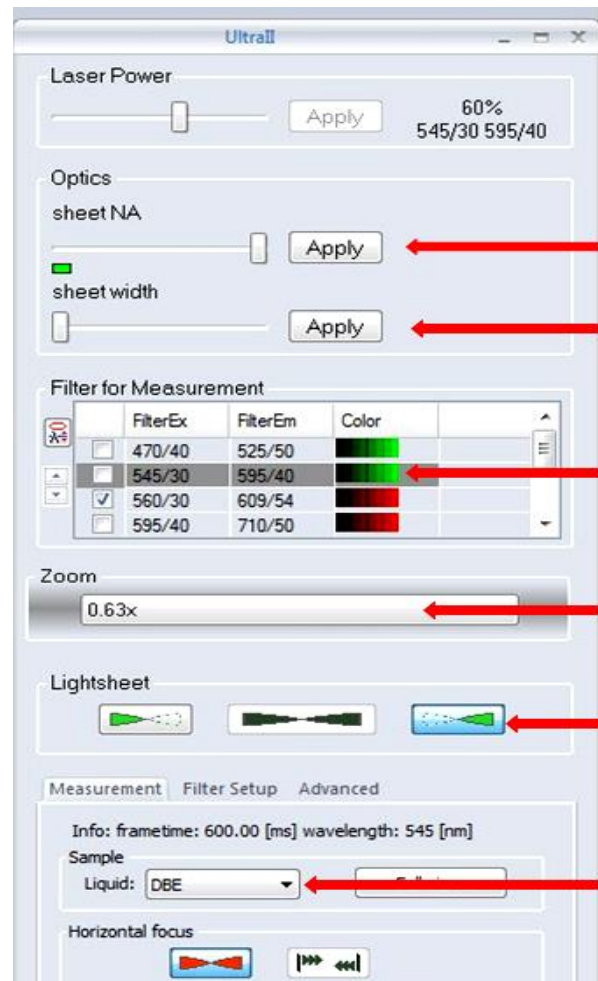 UltraII
Laser Power
Apply
60%
545/30 595/40
Optics
sheet NA
Apply
sheet width
Apply
Filter for Measurement
FilterEx FilterEm Color
470/40 525/50
545/30 595/40
560/30 609/54
595/40 710/50
Zoom
0.63x
Lightsheet
Measurement Filter Setup Advanced
Info: frametime: 600.00 [ms] wavelength: 545 [nm]
Sample
Liquid: DBE
Horizontal focus